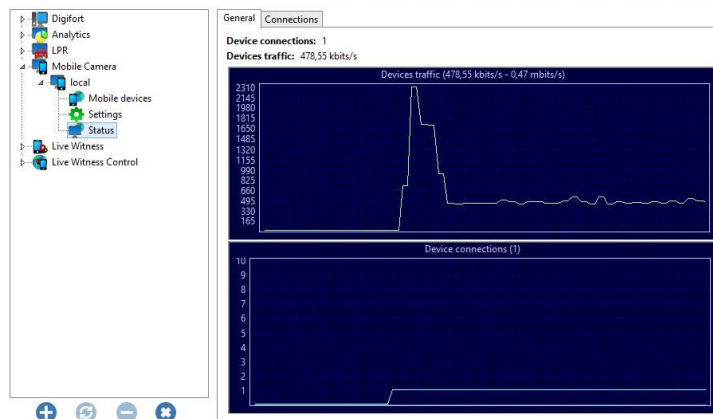 Digifort
Analytics
LPR
Mobile Camera
local
Mobile devices
Settings
Status
Live Witness
Live Witness Control
General
Connections
Device connections: 1
Devices traffic: 478,55 kbits/s
Devices traffic (478,55 kbits/s - 0,47 mbits/s)
2310
2145
1980
1815
1650
1485
1320
1155
990
825
660
495
330
165
Device connections (1)
10
9
8
7
6
5
4
3
2
1